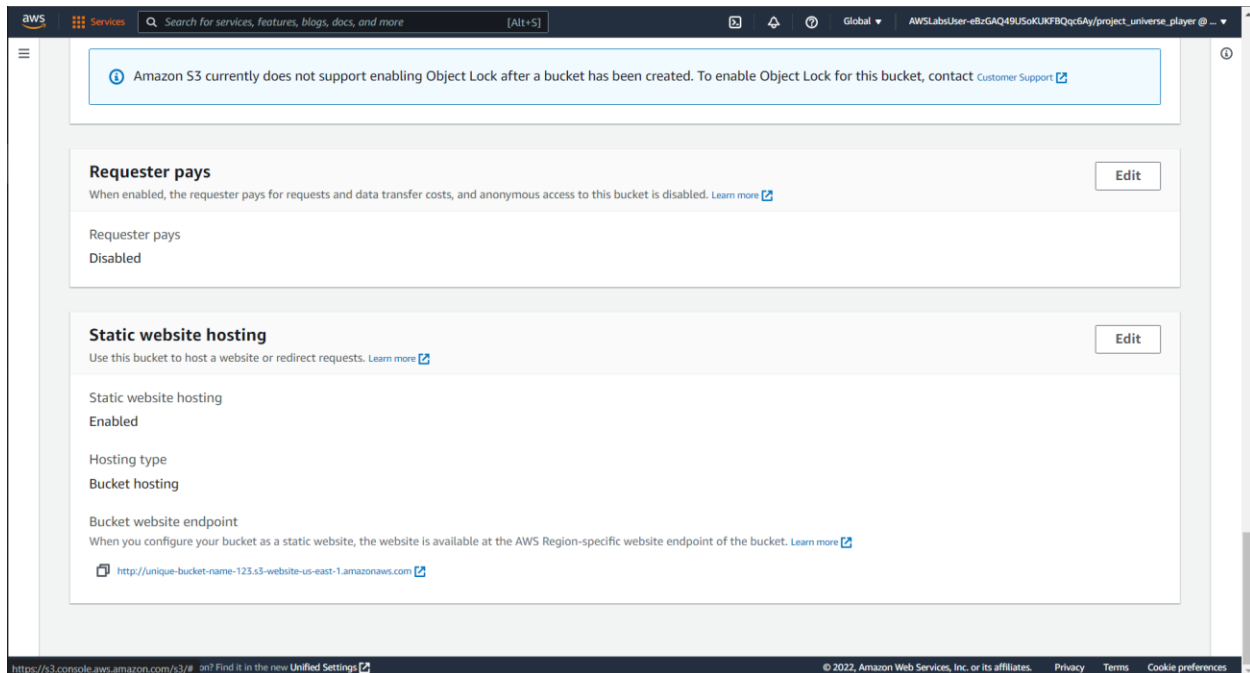 aws
Services
Search for services, features, blogs, docs, and more [Alt+S]
Global
AWSLabsUser-eBzGAQ49USoKUKFBQqc6Ay/project_universe_player @ ...
Amazon S3 currently does not support enabling Object Lock after a bucket has been created. To enable Object Lock for this bucket, contact Customer Support
Requester pays
Edit
When enabled, the requester pays for requests and data transfer costs, and anonymous access to this bucket is disabled. Learn more
Requester pays
Disabled
Static website hosting
Edit
Use this bucket to host a website or redirect requests. Learn more
Static website hosting
Enabled
Hosting type
Bucket hosting
Bucket website endpoint
When you configure your bucket as a static website, the website is available at the AWS Region-specific website endpoint of the bucket. Learn more
http://unique-bucket-name-123.s3-website-us-east-1.amazonaws.com
https://s3.console.aws.amazon.com/s3/# on? Find it in the new Unified Settings
© 2022, Amazon Web Services, Inc. or its affiliates. Privacy Terms Cookie preferences